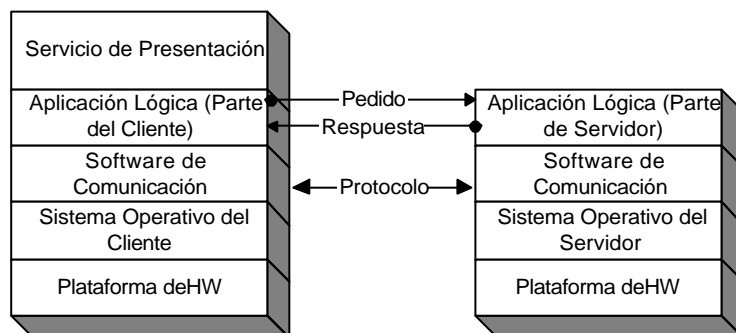 Servicio de Presentación
Aplicación Lógica (Parte
del Cliente)
Software de
Comunicación
Sistema Operativo del
Cliente
Plataforma deHW
Pedido
Respuesta
Protocolo
Aplicación Lógica (Parte
de Servidor)
Software de
Comunicación
Sistema Operativo del
Servidor
Plataforma deHW